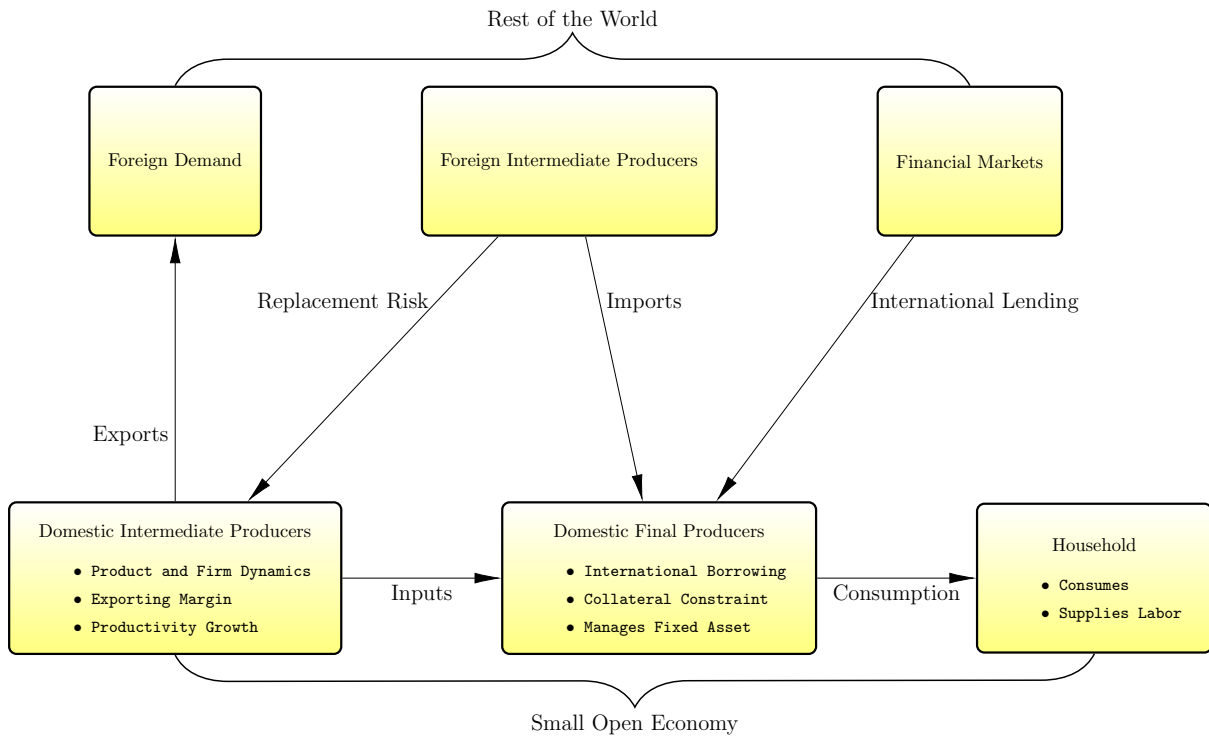 Rest of the World
Foreign Demand
Foreign Intermediate Producers
Financial Markets
Replacement Risk
Imports
International Lending
Exports
Domestic Intermediate Producers
• Product and Firm Dynamics
• Exporting Margin
• Productivity Growth
Inputs
Domestic Final Producers
• International Borrowing
• Collateral Constraint
• Manages Fixed Asset
Consumption
Household
• Consumes
• Supplies Labor
Small Open Economy